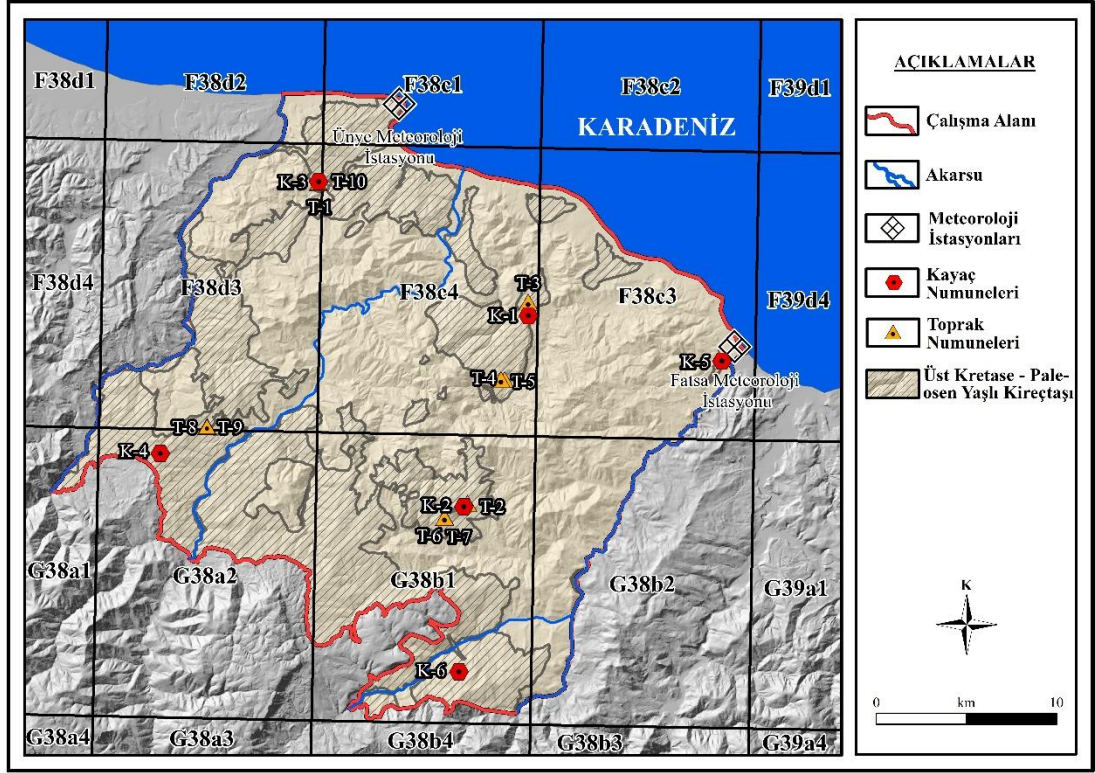 F38d1
F38d2
F38c1
F38c2
F39d1
KARADENİZ
Ünye Meteoroloji
İstasyonu
K-3
T-10
T-1
F38d4
F38d3
F38c4
F38c3
F39d4
T-3
K-1
K-5
T-4
T-5
Fatsa Meteoroloji
İstasyonu
T-8
T-9
K-4
K-2
T-2
T-6
T-7
G38a1
G38a2
G38b1
G38b2
G39a1
K-6
G38a4
G38a3
G38b4
G38b3
G39a4
AÇIKLAMALAR
Çalışma Alanı
Akarsu
Meteoroloji
İstasyonları
Kayaç
Numuneleri
Toprak
Numuneleri
Üst Kretase - Pale-
osen Yaşlı Kireçtaşı
K
0 km 10